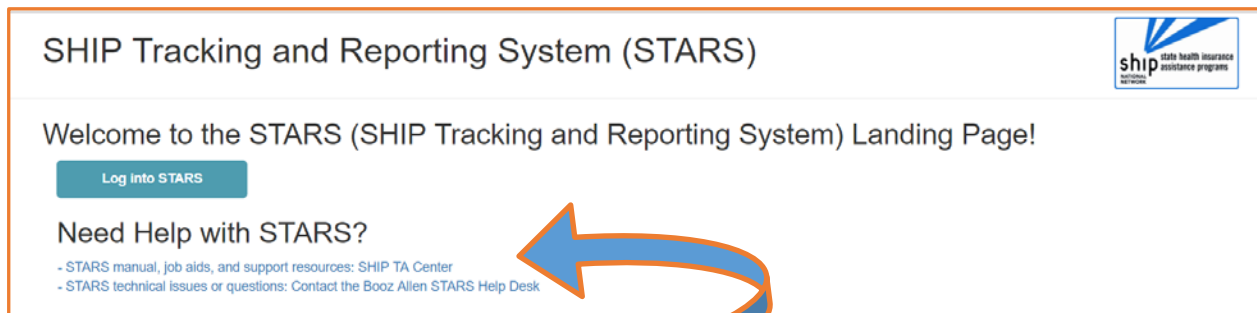 SHIP Tracking and Reporting System (STARS)
ship state health insurance
assistance programs
NATIONAL
NETWORK
Welcome to the STARS (SHIP Tracking and Reporting System) Landing Page!
Log into STARS
Need Help with STARS?
- STARS manual, job aids, and support resources: SHIP TA Center
- STARS technical issues or questions: Contact the Booz Allen STARS Help Desk